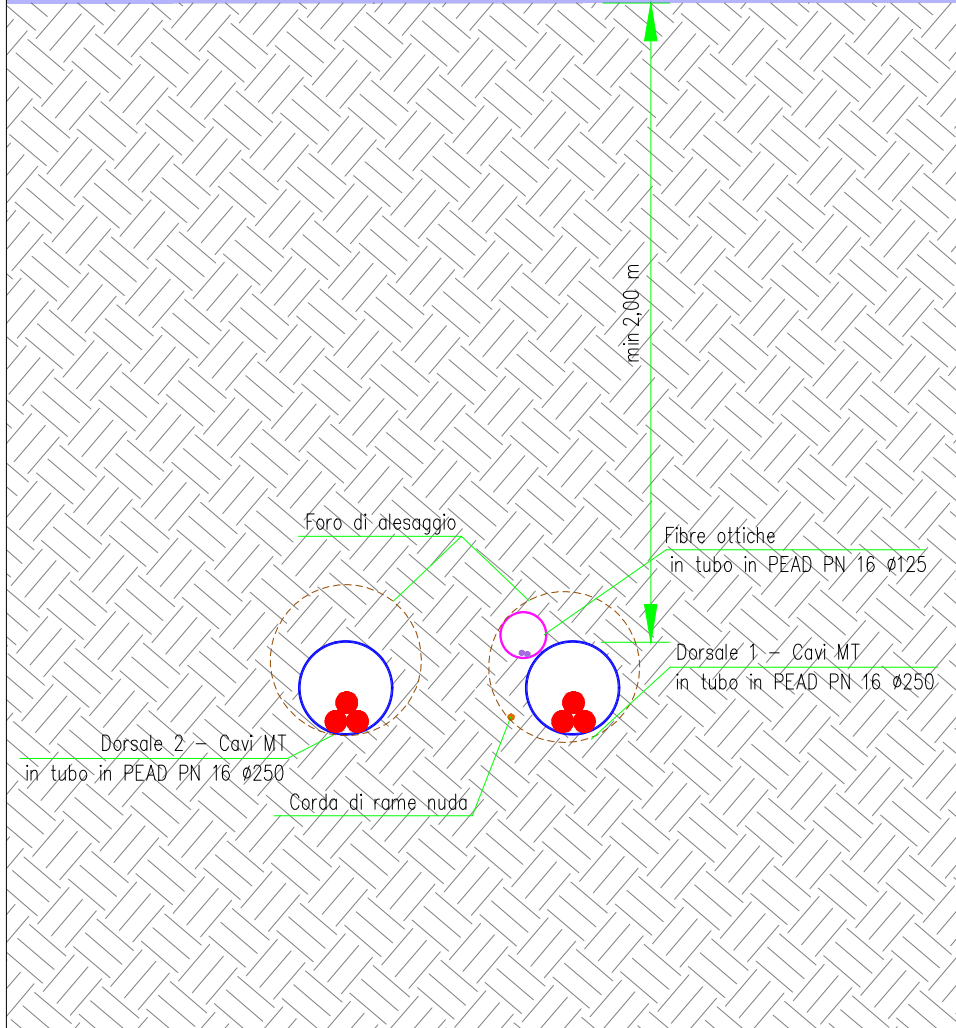 min 2,00 m
Foro di alesaggio
Fibre ottiche
in tubo in PEAD PN 16 ø125
Dorsale 1 – Cavi MT
in tubo in PEAD PN 16 ø250
Dorsale 2 – Cavi MT
in tubo in PEAD PN 16 ø250
Corda di rame nuda